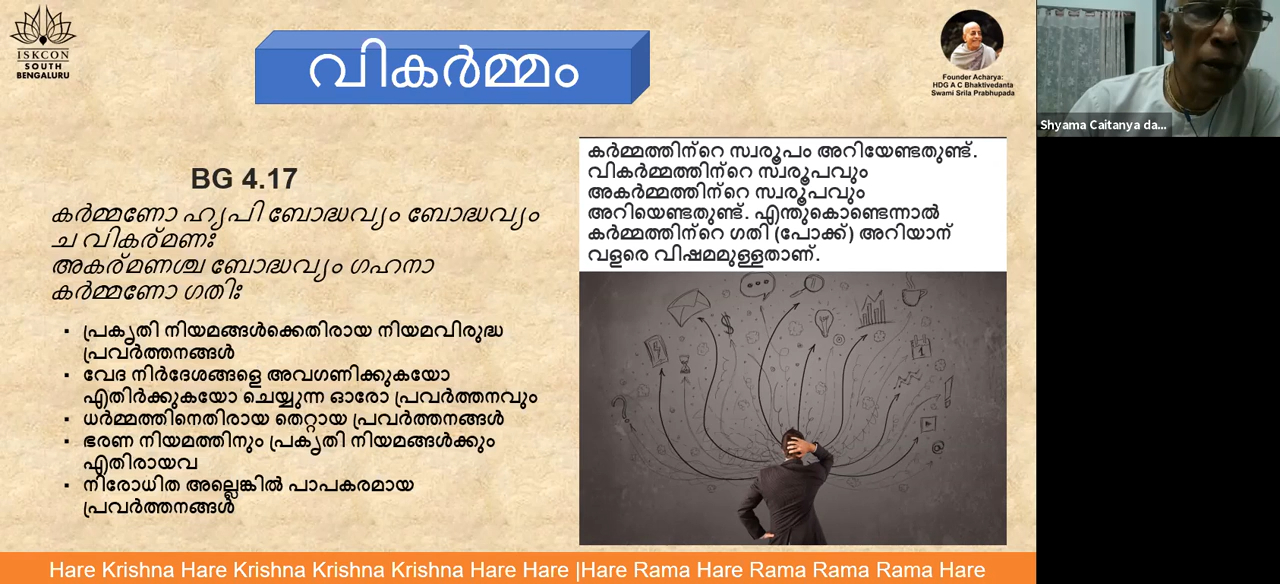 ISKCON
SOUTH
BENGALURU
വികർമ്മം
Founder Acharya:
HDG A C Bhaktivedanta
Swami Srila Prabhupada
Shyama Caitanya da...
BG 4.17
കർമ്മണോ ഹ്യപി ബോദ്ധവ്യം ബോദ്ധവ്യം
ച വികര്മണഃ
അകര്മണശ്ച ബോദ്ധവ്യം ഗഹനാ
കർമ്മണോ ഗതിഃ
▪ പ്രകൃതി നിയമങ്ങൾക്കെതിരായ നിയമവിരുദ്ധ
പ്രവർത്തനങ്ങൾ
▪ വേദ നിർദേശങ്ങളെ അവഗണിക്കുകയോ
എതിർക്കുകയോ ചെയ്യുന്ന ഓരോ പ്രവർത്തനവും
▪ ധർമ്മത്തിനെതിരായ തെറ്റായ പ്രവർത്തനങ്ങൾ
▪ ഭരണ നിയമത്തിനും പ്രകൃതി നിയമങ്ങൾക്കും
എതിരായവ
▪ നിരോധിത അല്ലെങ്കിൽ പാപകരമായ
പ്രവർത്തനങ്ങൾ
കർമ്മത്തിന്റെ സ്വരൂപം അറിയേണ്ടതുണ്ട്.
വികർമ്മത്തിന്റെ സ്വരൂപവും
അകർമ്മത്തിന്റെ സ്വരൂപവും
അറിയെണ്ടതുണ്ട്. എന്തുകൊണ്ടെന്നാൽ
കർമ്മത്തിന്റെ ഗതി (പോക്ക്) അറിയാന്
വളരെ വിഷമമുള്ളതാണ്.
Hare Krishna Hare Krishna Krishna Krishna Hare Hare |Hare Rama Hare Rama Rama Rama Hare